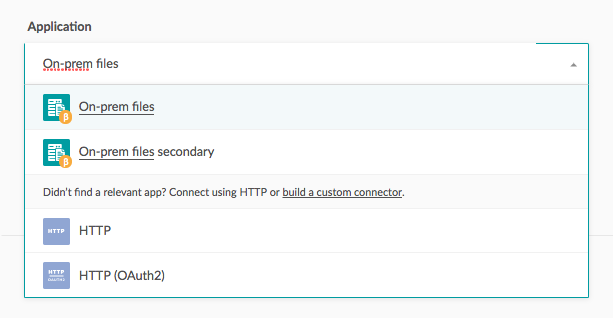 Application
On-prem files
On-prem files
β
On-prem files secondary
β
Didn't find a relevant app? Connect using HTTP or build a custom connector.
HTTP
HTTP
HTTP
OAUTH2
HTTP (OAuth2)